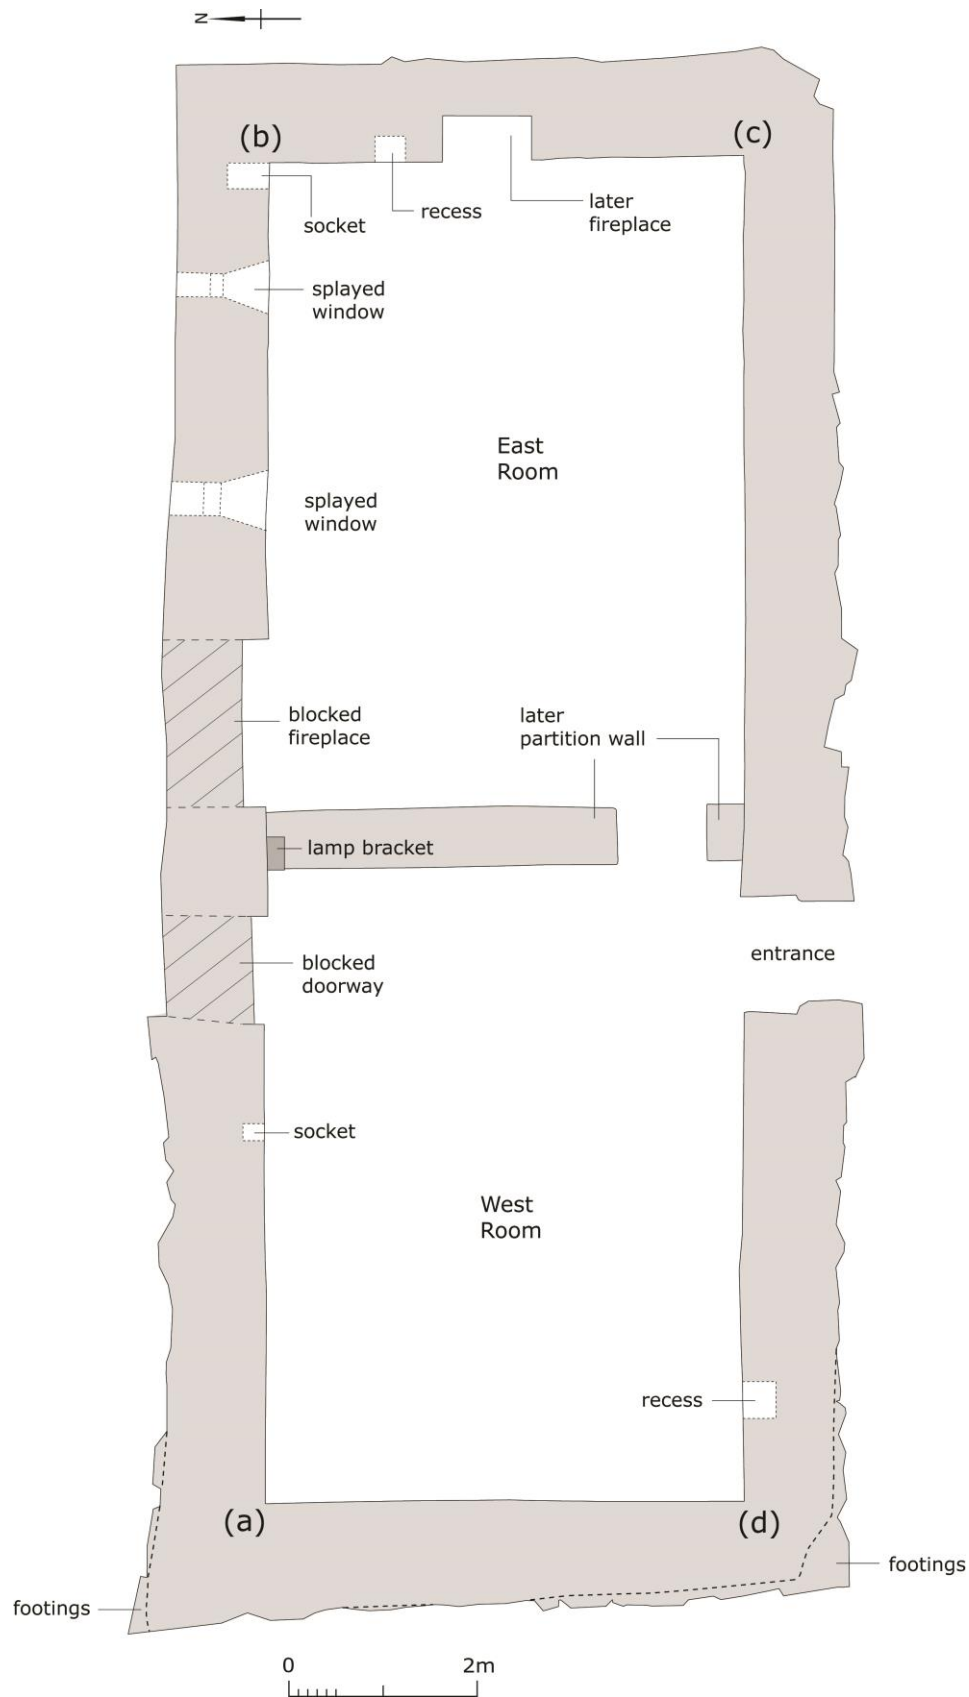 N
(b)
(c)
socket
recess
later
fireplace
splayed
window
East
Room
splayed
window
blocked
fireplace
later
partition wall
lamp bracket
entrance
blocked
doorway
socket
West
Room
recess
(a)
(d)
footings
footings
0
2m